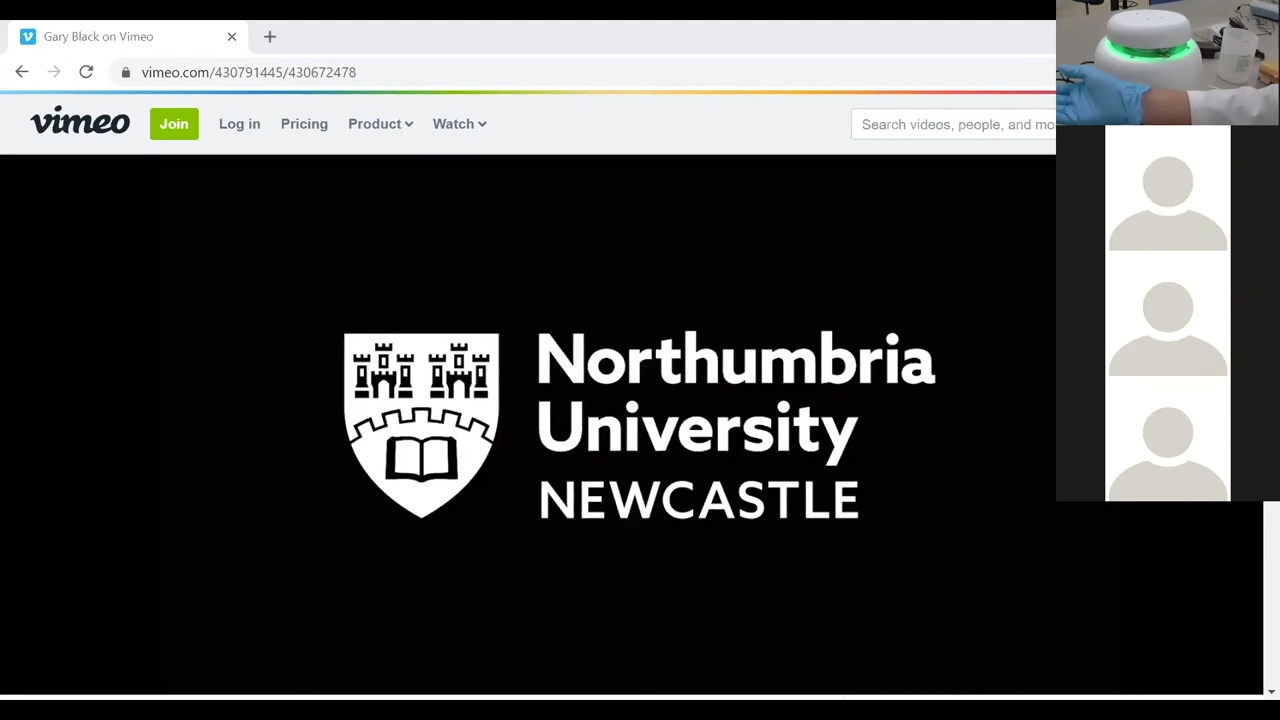 Gary Black on Vimeo
vimeo.com/430791445/430672478
vimeo
Join
Log in
Pricing
Product
Watch
Search videos, people, and mo
Northumbria
University
NEWCASTLE